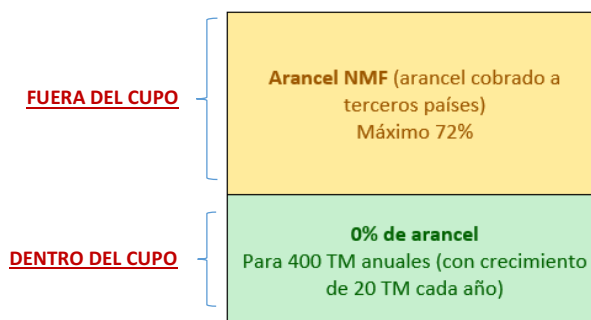 FUERA DEL CUPO
Arancel NMF (arancel cobrado a
terceros países)
Máximo 72%
DENTRO DEL CUPO
0% de arancel
Para 400 TM anuales (con crecimiento
de 20 TM cada año)